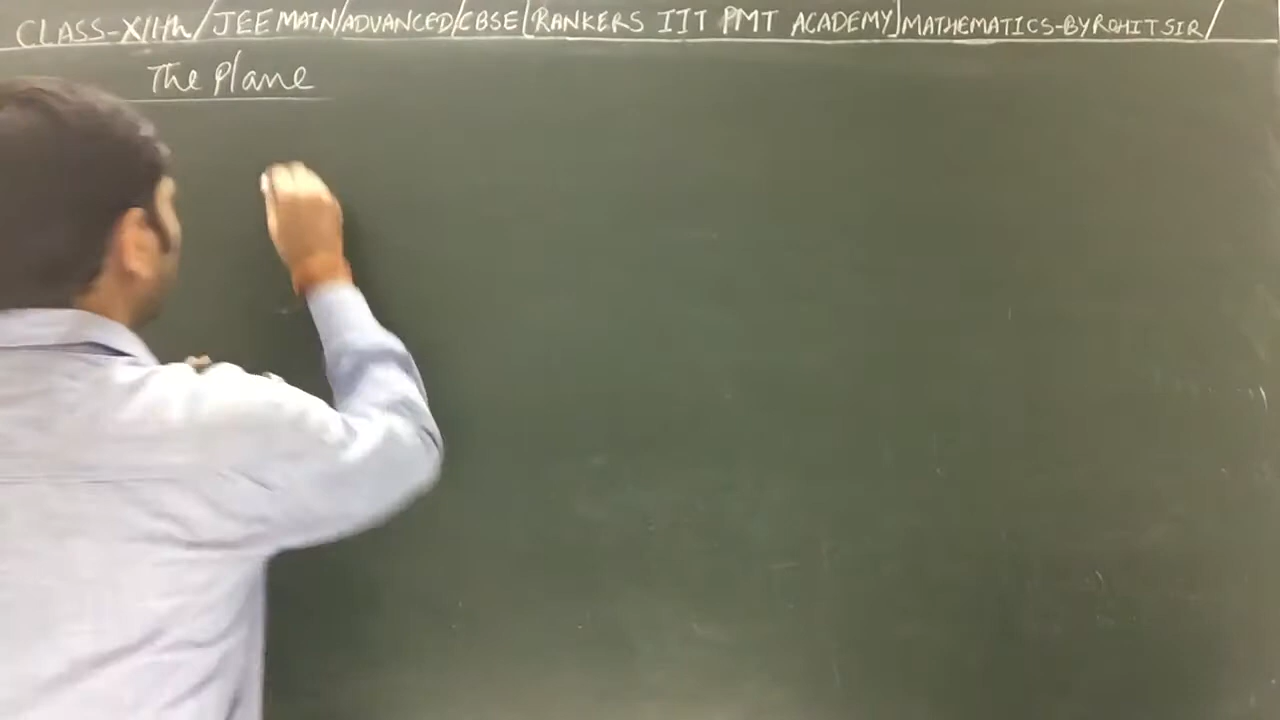 CLASS-XIIth/JEE MAIN/ADVANCED/CBSE[RANKERS IIT PMT ACADEMY]MATHEMATICS-BY ROHIT SIR/
The Plane